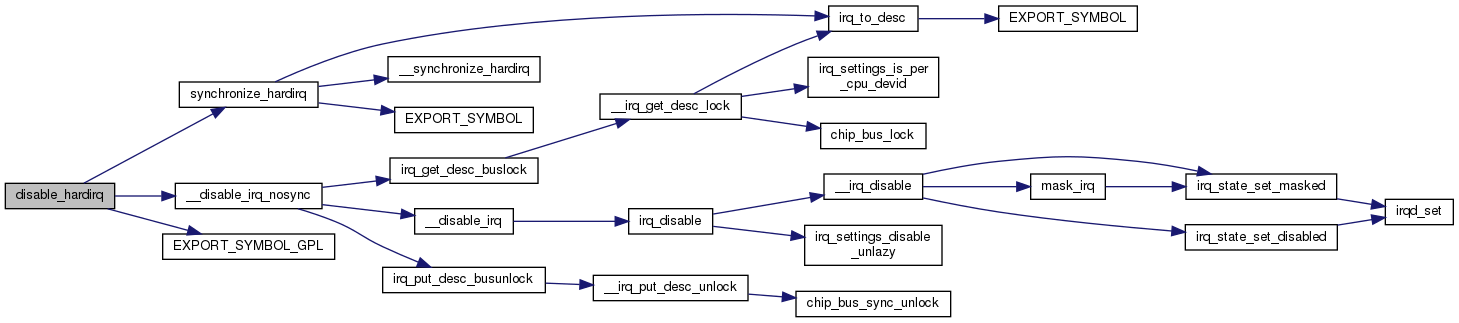 disable_hardirq
synchronize_hardirq
__disable_irq_nosync
EXPORT_SYMBOL_GPL
__synchronize_hardirq
EXPORT_SYMBOL
irq_get_desc_buslock
__disable_irq
irq_put_desc_busunlock
__irq_get_desc_lock
irq_disable
__irq_put_desc_unlock
irq_to_desc
irq_settings_is_per
_cpu_devid
chip_bus_lock
__irq_disable
irq_settings_disable
_unlazy
chip_bus_sync_unlock
EXPORT_SYMBOL
mask_irq
irq_state_set_masked
irq_state_set_disabled
irqd_set